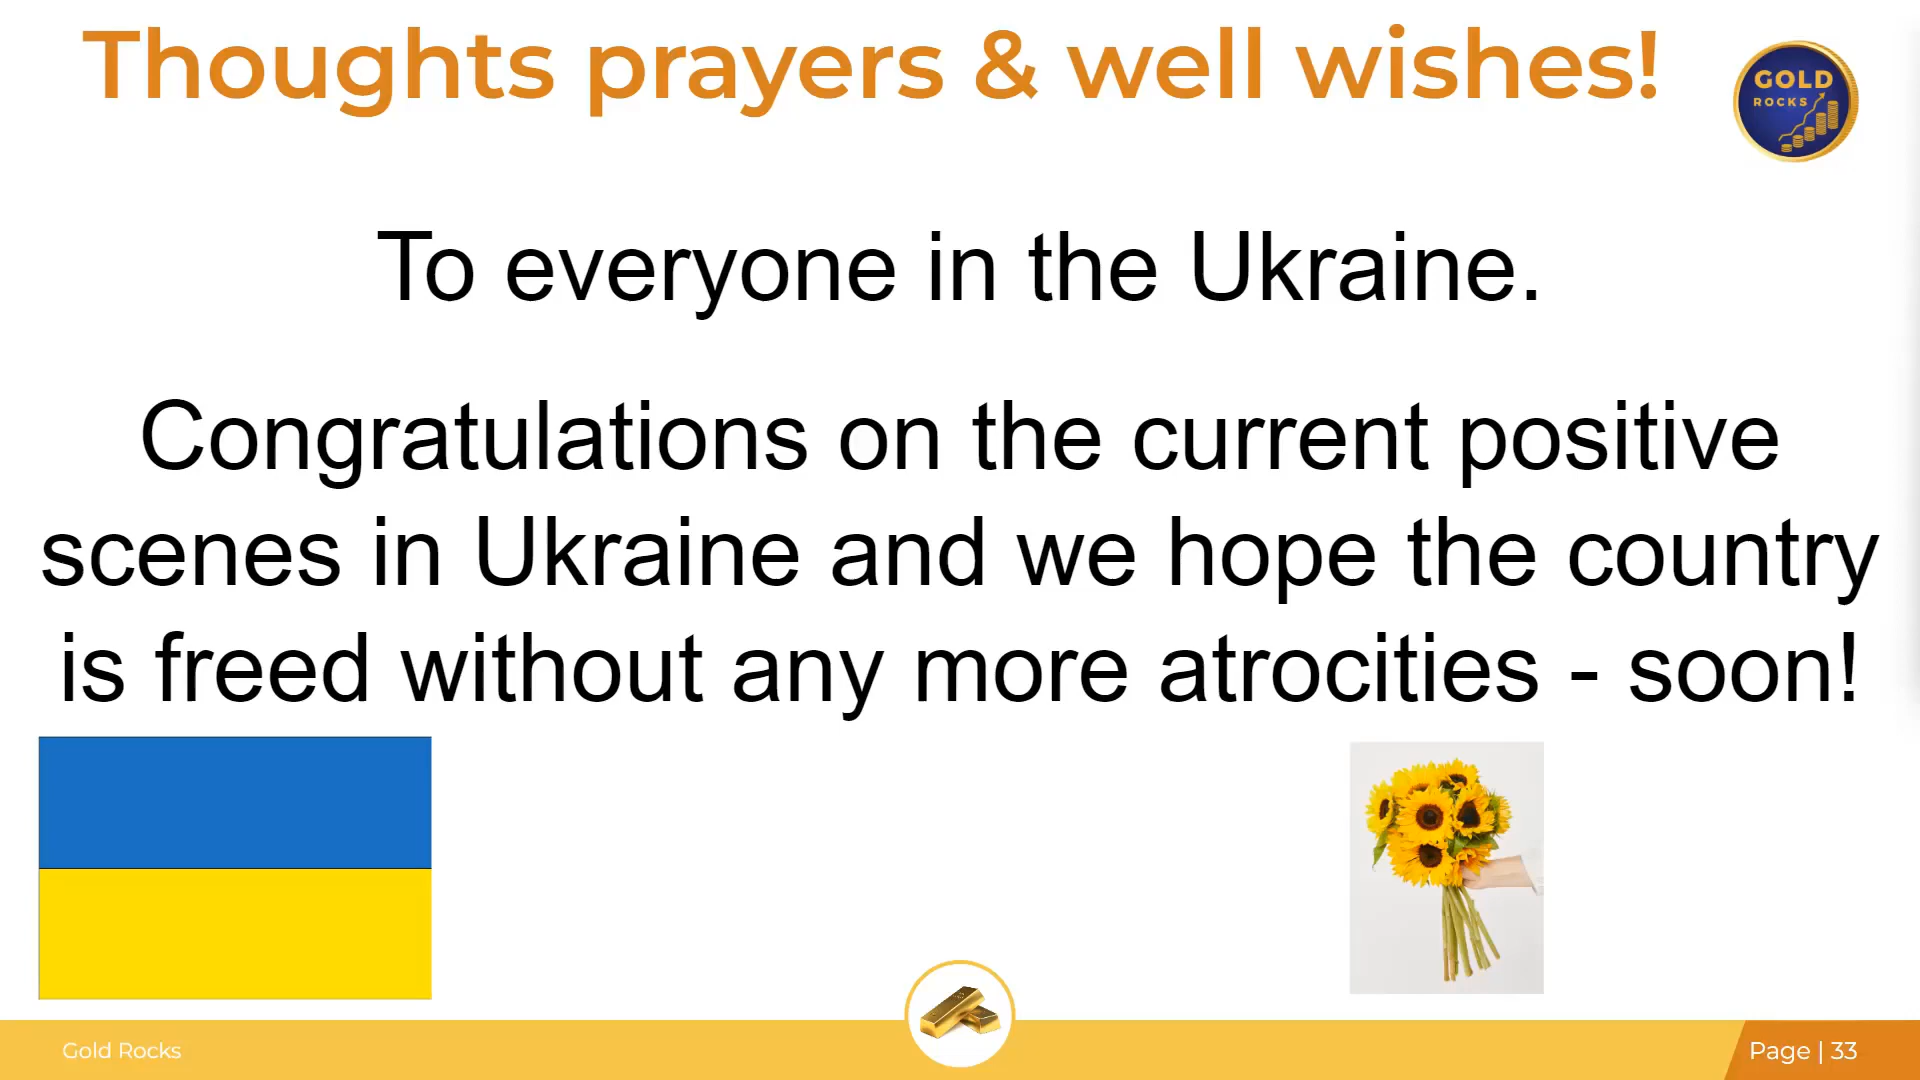 Thoughts prayers & well wishes!
GOLD
ROCKS
To everyone in the Ukraine.
Congratulations on the current positive
scenes in Ukraine and we hope the country
is freed without any more atrocities - soon!
Gold Rocks
Page | 33